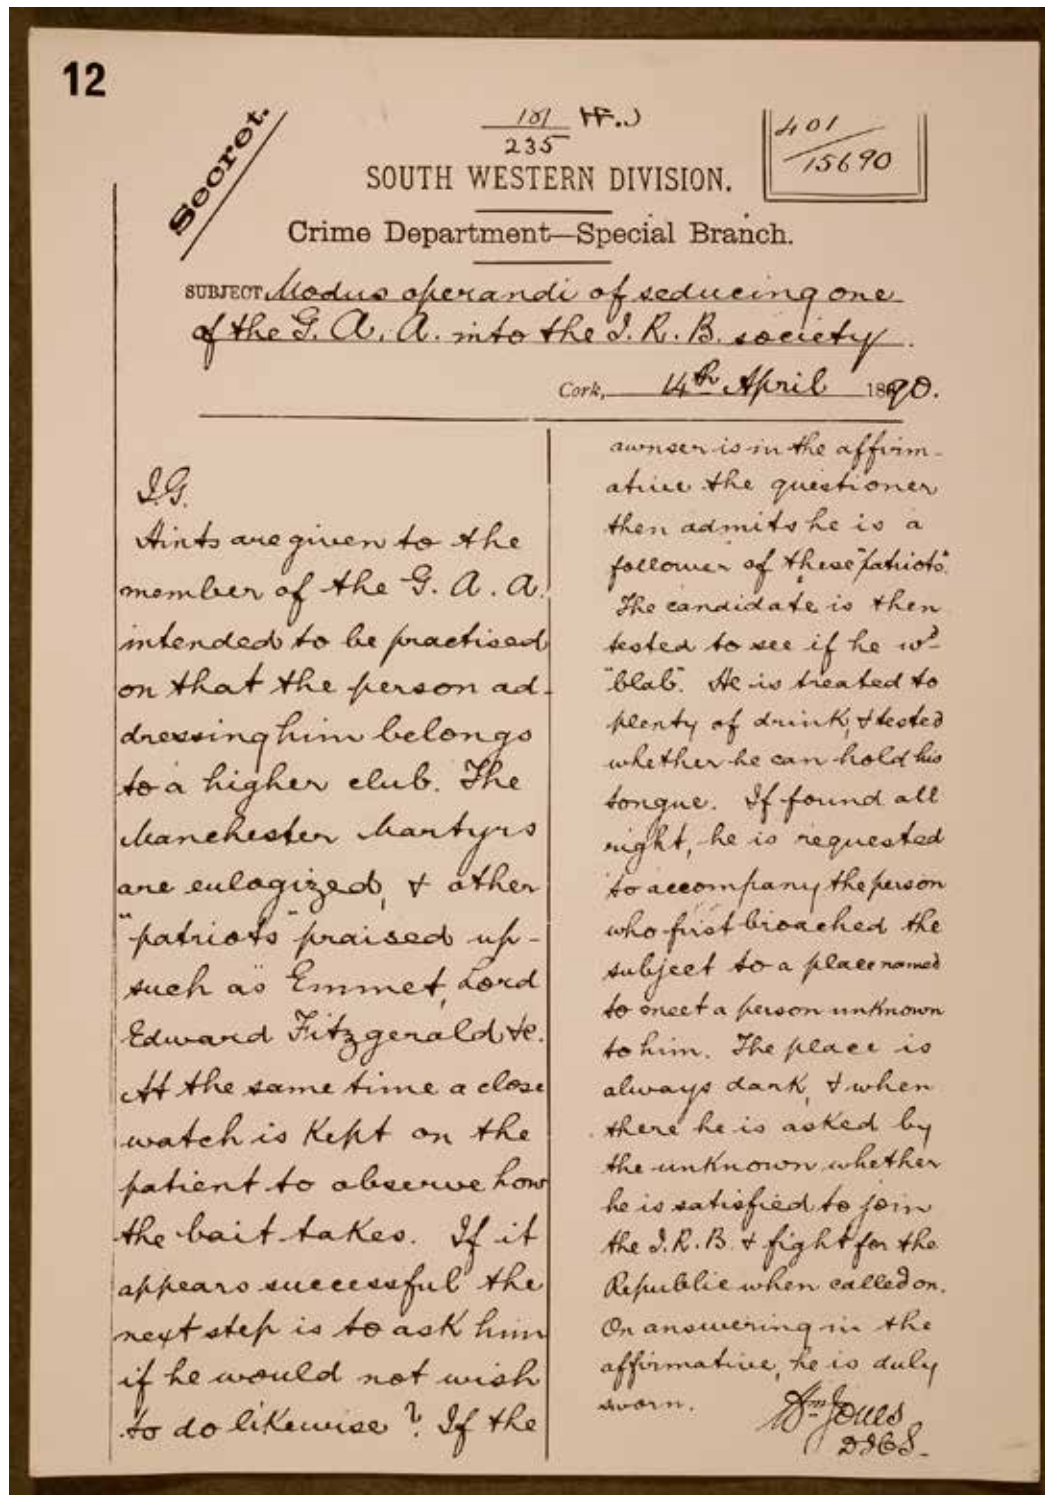 12
Secret.
181
235
401
15690
SOUTH WESTERN DIVISION.
Crime Department—Special Branch.
SUBJECT Modus operandi of seducing one
of the G. A. A. into the I. R. B. society.
Cork, 14th April 1890.
I.G.
Hints are given to the
member of the G. A. A.
intended to be practised
on that the person ad-
dressing him belongs
to a higher club. The
Manchester Martyrs
are eulogized, & other
"patriots" praised up -
such as Emmet, Lord
Edward Fitzgerald &c.
At the same time a close
watch is kept on the
patient to observe how
the bait takes. If it
appears successful the
next step is to ask him
if he would not wish
to do likewise? If the
awnser is in the affirm-
ative the questioner
then admits he is a
follower of these "patriots".
The candidate is then
tested to see if he wd
"blab". He is treated to
plenty of drink, & tested
whether he can hold his
tongue. If found all
right, he is requested
to accompany the person
who first broached the
subject to a place named
to meet a person unknown
to him. The place is
always dark, & when
there he is asked by
the unknown whether
he is satisfied to join
the I.R.B. & fight for the
Republic when called on.
On answering in the
affirmative, he is duly
sworn.
Wm Jones